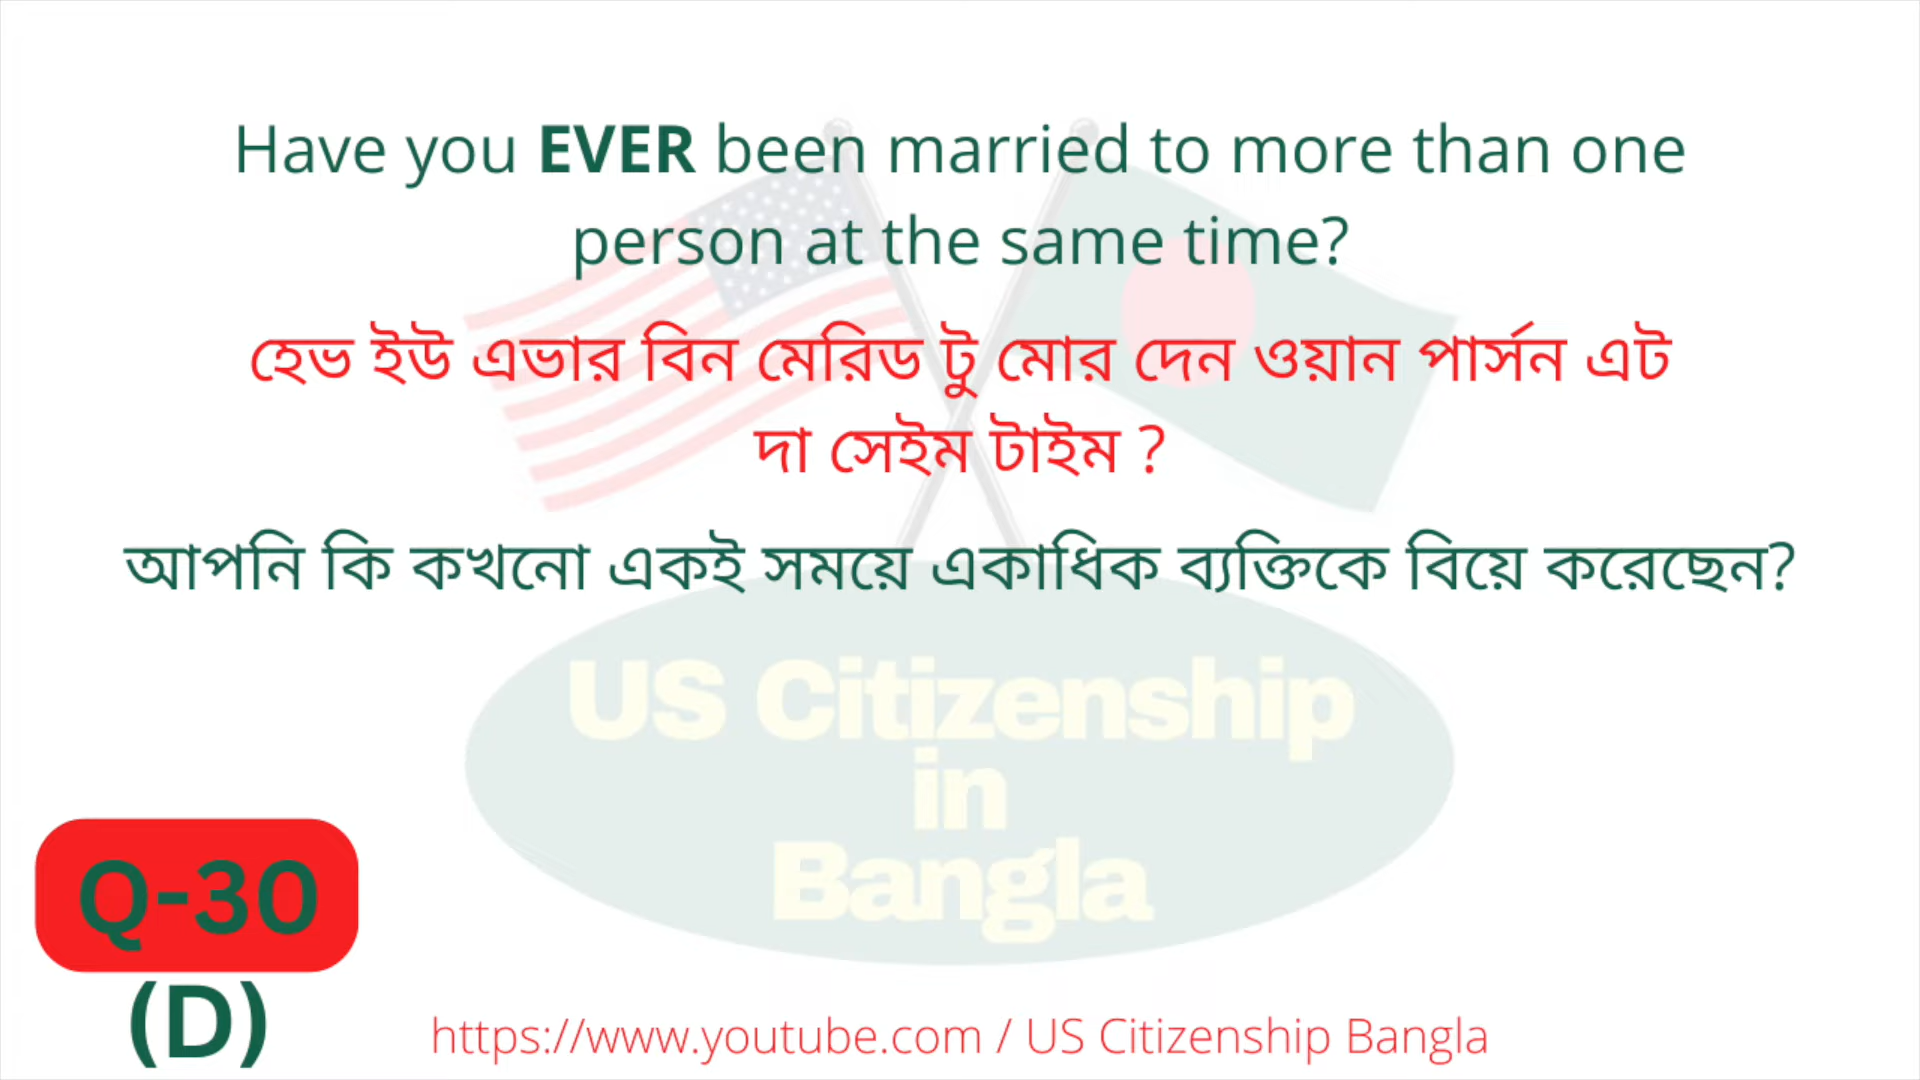 Have you EVER been married to more than one
person at the same time?
হেভ ইউ এভার বিন মেরিড টু মোর দেন ওয়ান পার্সন এট
দা সেইম টাইম ?
আপনি কি কখনো একই সময়ে একাধিক ব্যক্তিকে বিয়ে করেছেন?
US Citizenship
in
Bangla
Q-30
(D)
https://www.youtube.com / US Citizenship Bangla